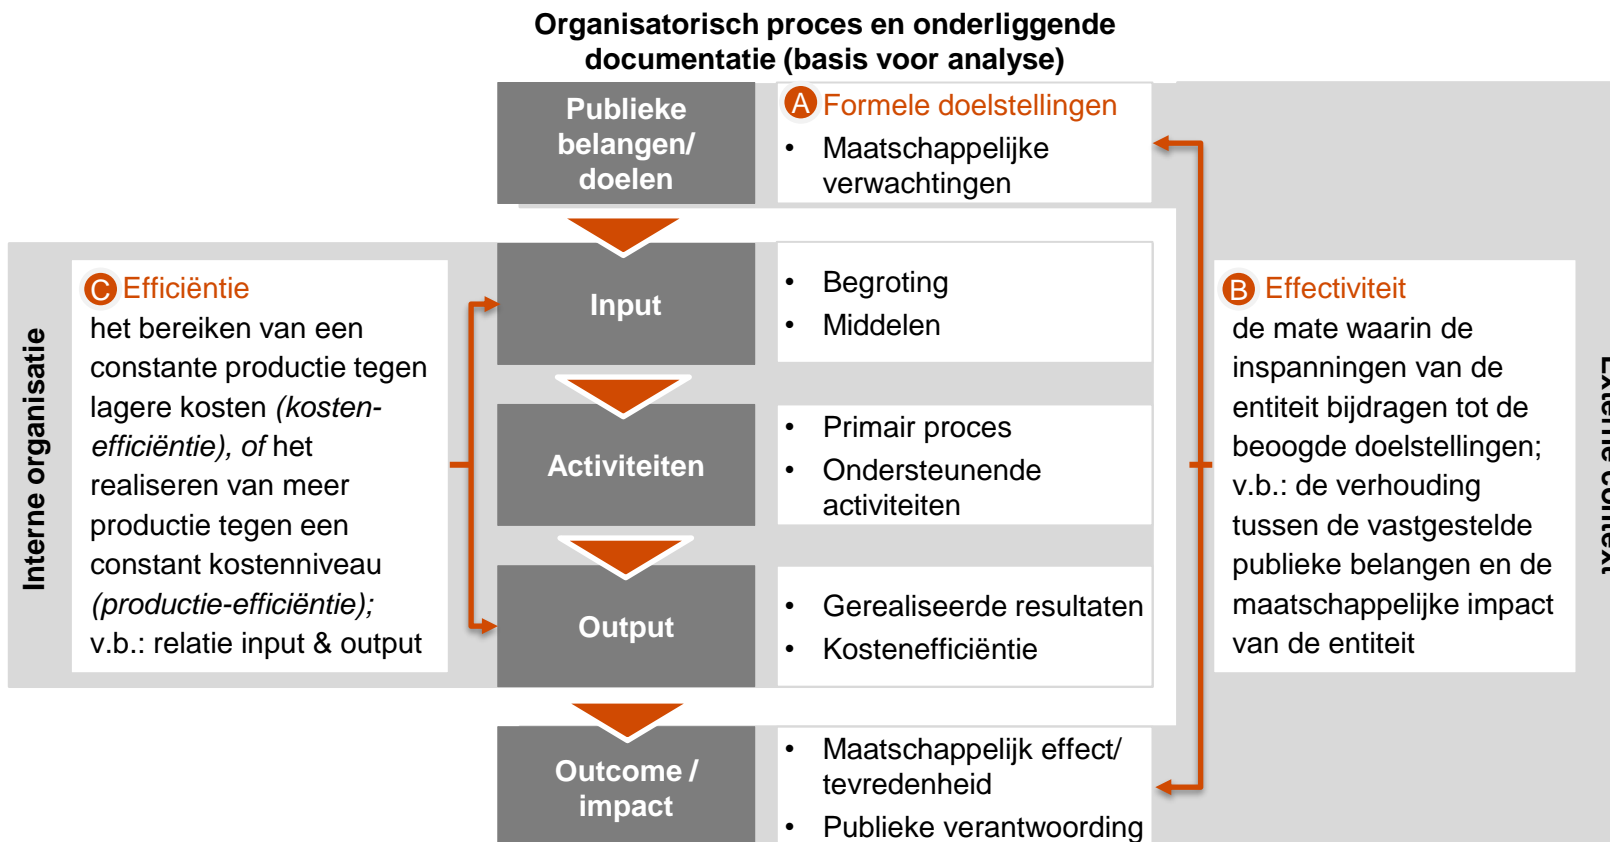 Organisatorisch proces en onderliggende
documentatie (basis voor analyse)
Publieke
belangen/
doelen
A Formele doelstellingen
• Maatschappelijke
verwachtingen
Interne organisatie
C Efficiëntie
het bereiken van een
constante productie tegen
lagere kosten (kosten-
efficiëntie), of het
realiseren van meer
productie tegen een
constant kostenniveau
(productie-efficiëntie);
v.b.: relatie input & output
Input
• Begroting
• Middelen
Activiteiten
• Primair proces
• Ondersteunende
activiteiten
Output
• Gerealiseerde resultaten
• Kostenefficiëntie
Outcome /
impact
• Maatschappelijk effect/
tevredenheid
• Publieke verantwoording
B Effectiviteit
de mate waarin de
inspanningen van de
entiteit bijdragen tot de
beoogde doelstellingen;
v.b.: de verhouding
tussen de vastgestelde
publieke belangen en de
maatschappelijke impact
van de entiteit
Externe context